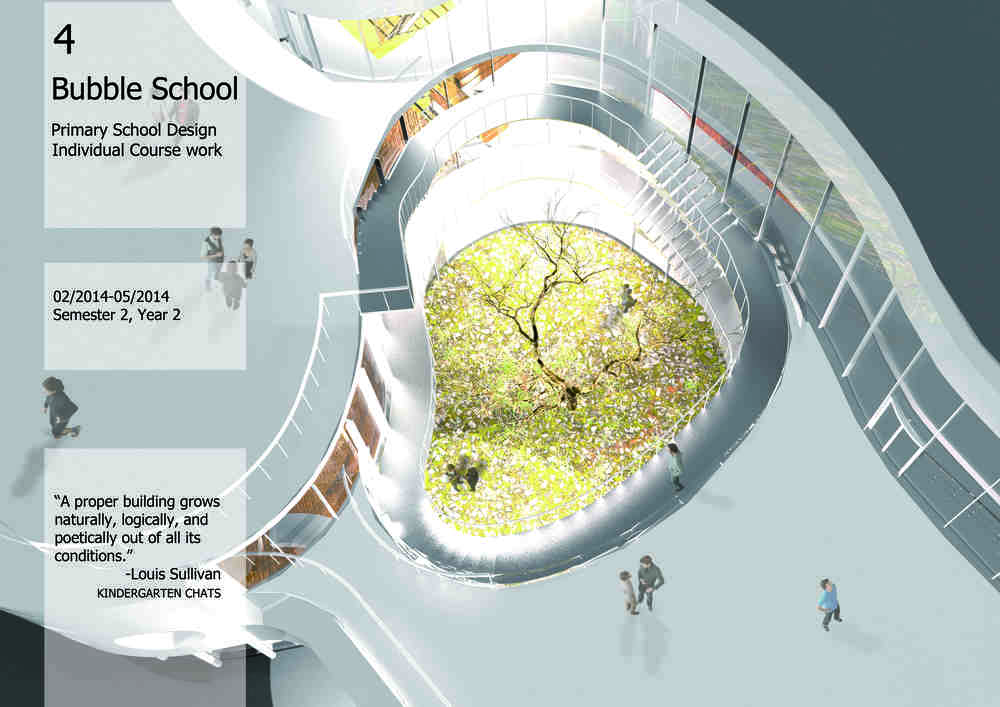 4
Bubble School
Primary School Design
Individual Course work
02/2014-05/2014
Semester 2, Year 2
“A proper building grows
naturally, logically, and
poetically out of all its
conditions.”
-Louis Sullivan
KINDERGARTEN CHATS